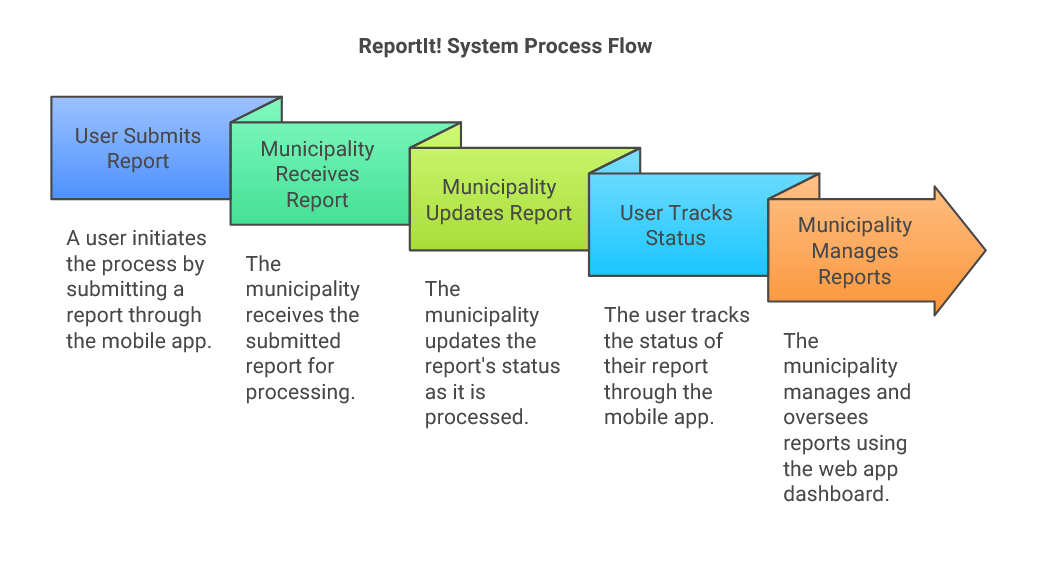 ReportIt! System Process Flow
User Submits
Report
A user initiates
the process by
submitting a
report through
the mobile app.
Municipality
Receives
Report
The
municipality
receives the
submitted
report for
processing.
Municipality
Updates Report
The
municipality
updates the
report's status
as it is
processed.
User Tracks
Status
The user tracks
the status of
their report
through the
mobile app.
Municipality
Manages
Reports
The
municipality
manages and
oversees
reports using
the web app
dashboard.